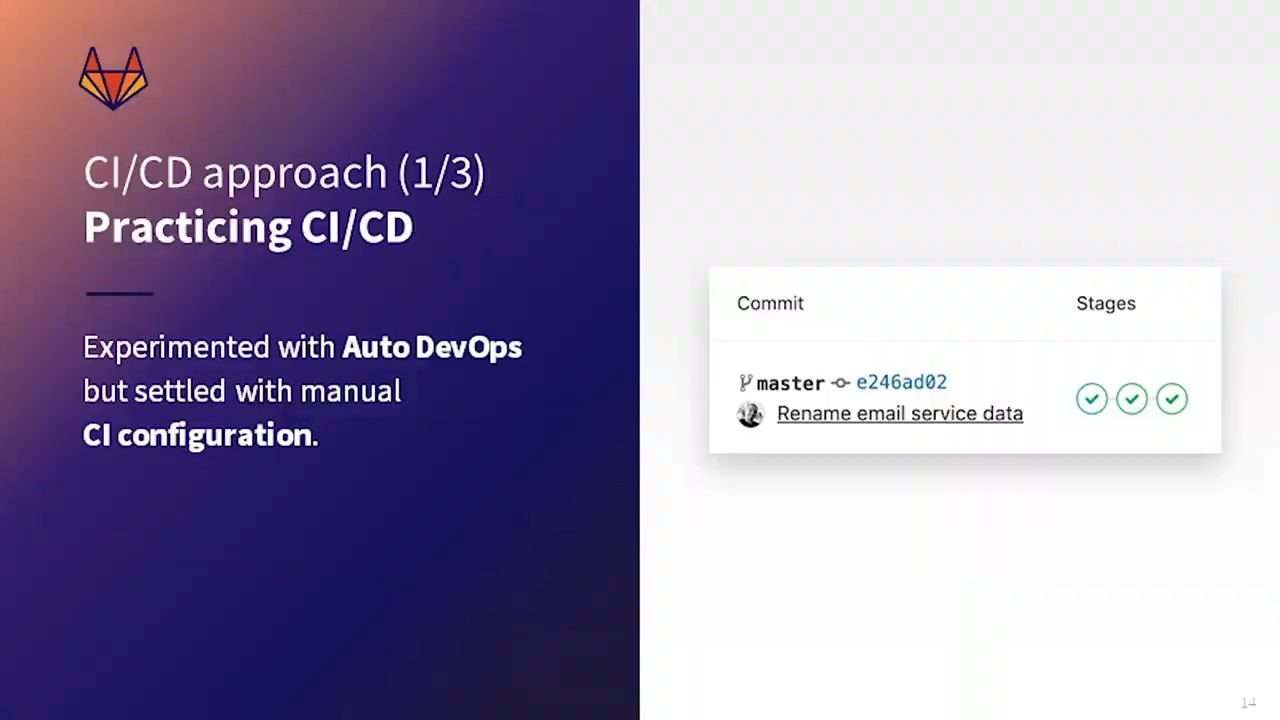 CI/CD approach (1/3)
Practicing CI/CD
Experimented with Auto DevOps
but settled with manual
CI configuration.
Commit
Stages
master e246ad02
Rename email service data
14